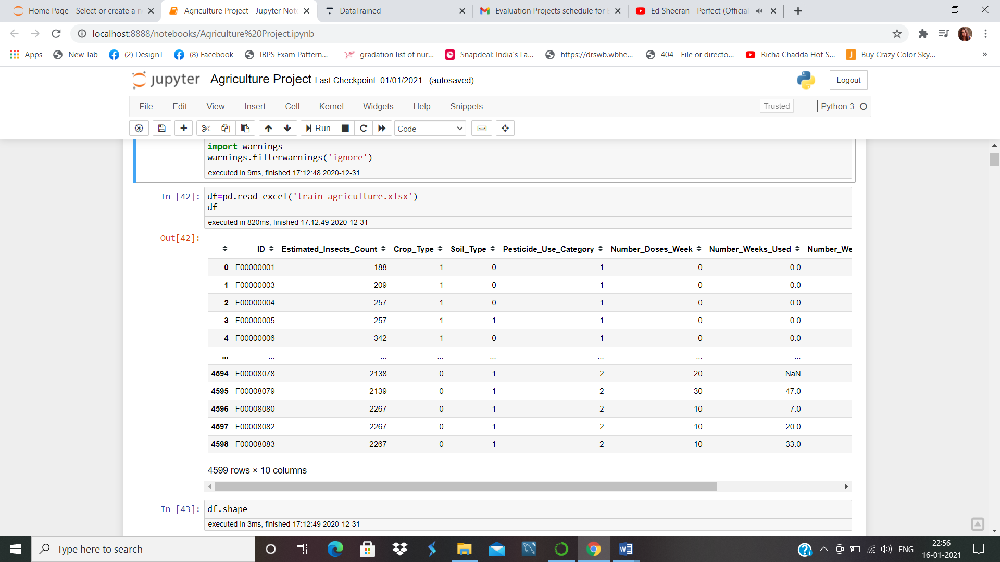 Home Page - Select or create a n
Agriculture Project - Jupyter Not
DataTrained
Evaluation Projects schedule for
Ed Sheeran - Perfect (Official
localhost:8888/notebooks/Agriculture%20Project.ipynb
Apps New Tab (2) DesignT (8) Facebook IBPS Exam Pattern... gradation list of nur... Snapdeal: India's La... https://drswb.wbhe... 404 - File or directo... Richa Chadda Hot S... Buy Crazy Color Sky... »
jupyter Agriculture Project Last Checkpoint: 01/01/2021 (autosaved) Logout
File Edit View Insert Cell Kernel Widgets Help Snippets Trusted Python 3
Run Code
import warnings
warnings.filterwarnings('ignore')
executed in 9ms, finished 17:12:48 2020-12-31
In [42]: df=pd.read_excel('train_agriculture.xlsx')
df
executed in 820ms, finished 17:12:49 2020-12-31
Out[42]:
ID Estimated_Insects_Count Crop_Type Soil_Type Pesticide_Use_Category Number_Doses_Week Number_Weeks_Used Number_We
0 F00000001 188 1 0 1 0 0.0
1 F00000003 209 1 0 1 0 0.0
2 F00000004 257 1 0 1 0 0.0
3 F00000005 257 1 1 1 0 0.0
4 F00000006 342 1 0 1 0 0.0
... ... ... ... ... ... ... ...
4594 F00008078 2138 0 1 2 20 NaN
4595 F00008079 2139 0 1 2 30 47.0
4596 F00008080 2267 0 1 2 10 7.0
4597 F00008082 2267 0 1 2 10 20.0
4598 F00008083 2267 0 1 2 10 33.0
4599 rows × 10 columns
In [43]: df.shape
executed in 3ms, finished 17:12:49 2020-12-31
Type here to search
ENG
22:56
16-01-2021